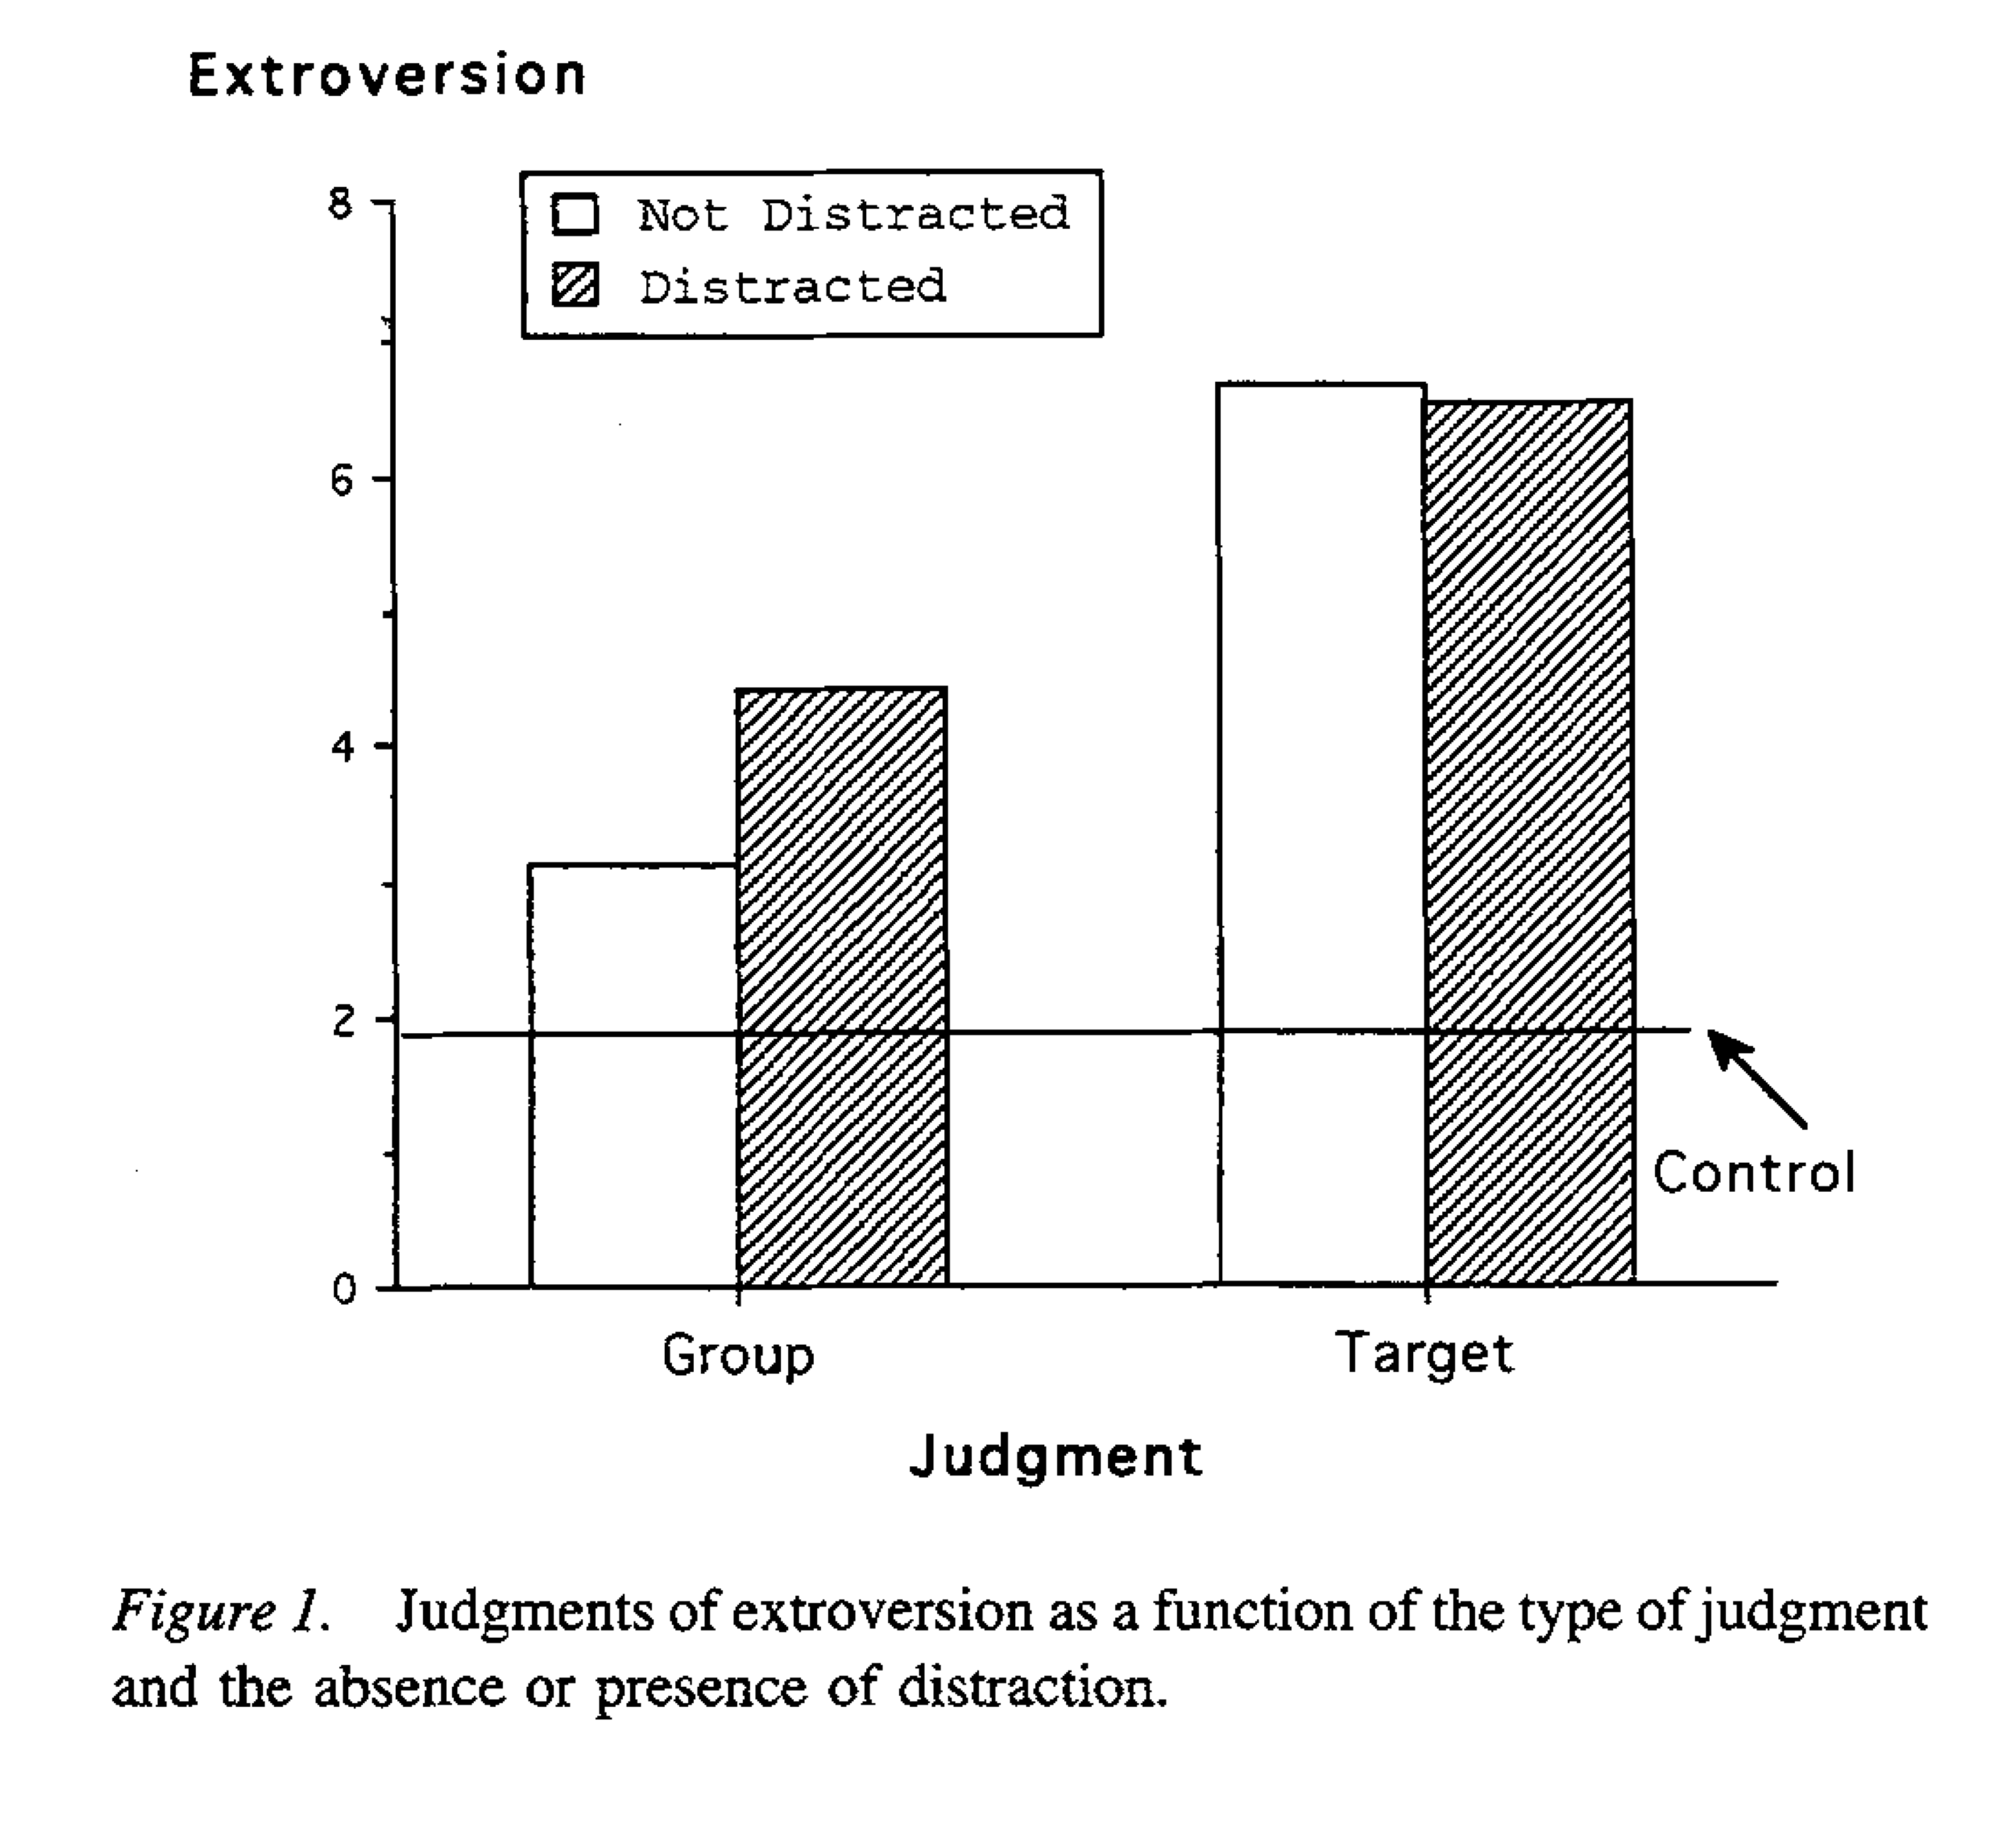 Extroversion
8
Not Distracted
Distracted
6
4
2
0
Control
Group Target
Judgment
Figure 1. Judgments of extroversion as a function of the type of judgment
and the absence or presence of distraction.